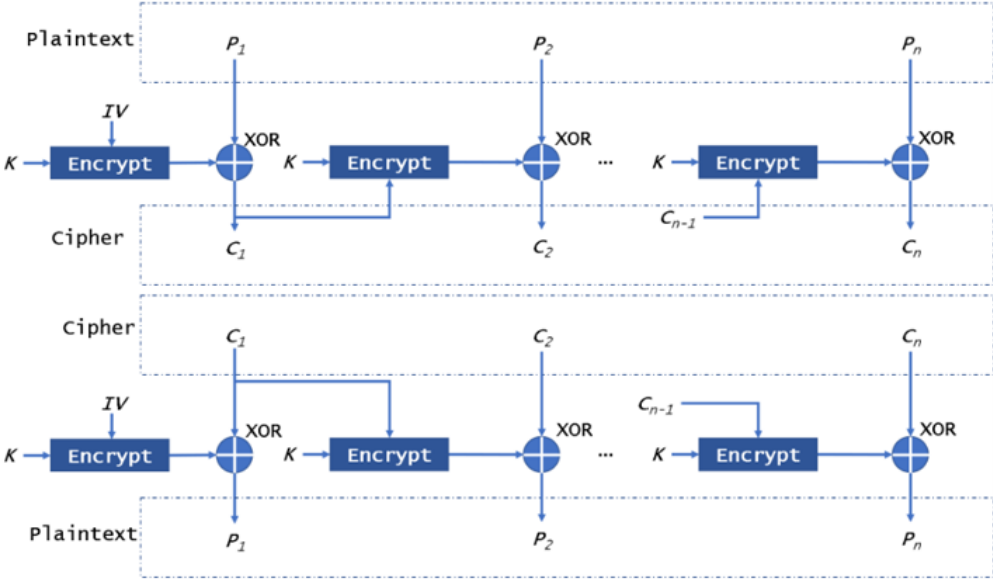 Plaintext P1 P2 Pn
IV XOR XOR XOR
K Encrypt K Encrypt ... K Encrypt
Cn-1
Cipher C1 C2 Cn
Cipher C1 C2 Cn
IV Cn-1
XOR XOR XOR
K Encrypt K Encrypt ... K Encrypt
Plaintext P1 P2 Pn